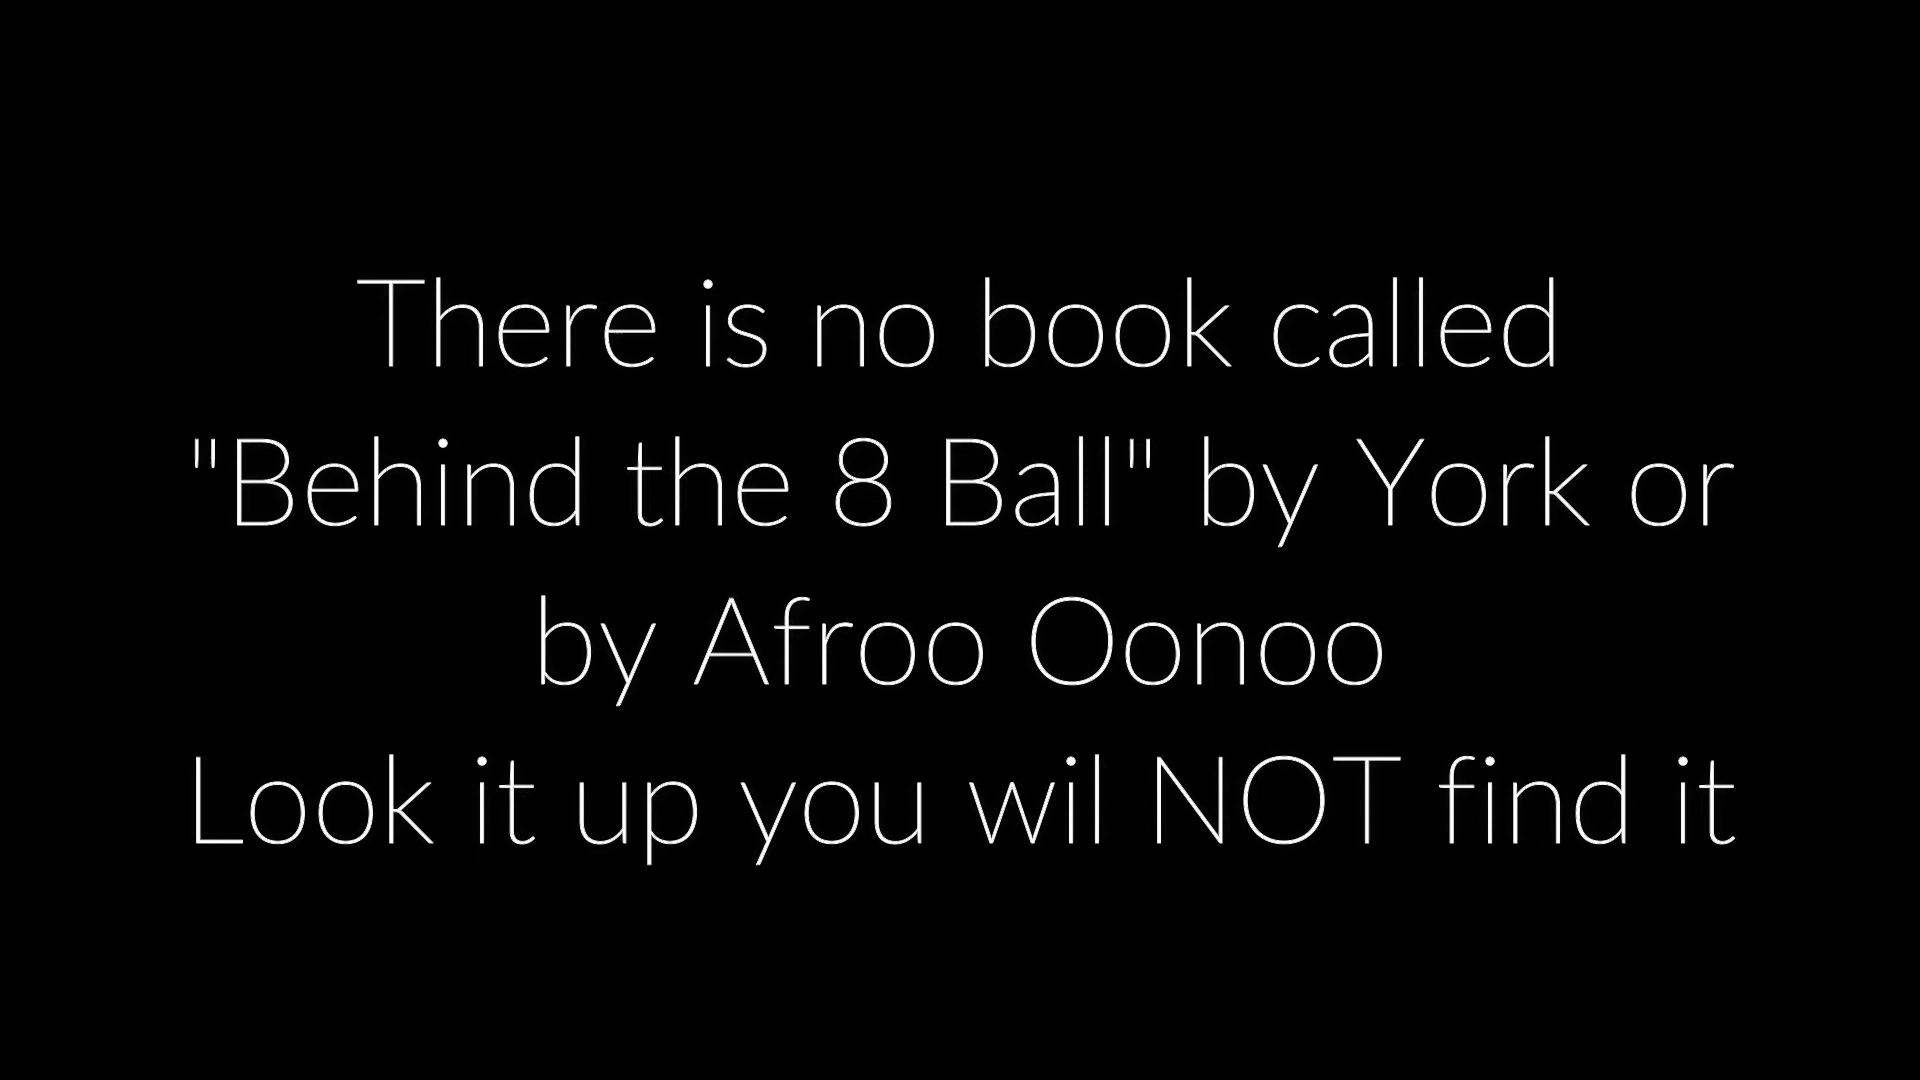 There is no book called
"Behind the 8 Ball" by York or
by Afroo Oonoo
Look it up you wil NOT find it